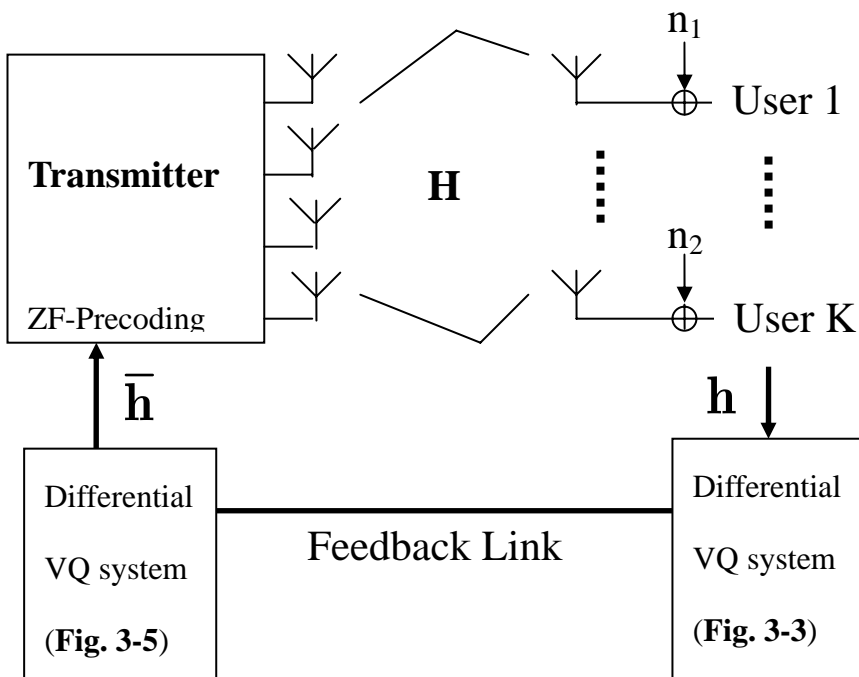 n1
User 1
Transmitter
H
n2
ZF-Precoding
User K
h̅
h
Differential
VQ system
(Fig. 3-5)
Feedback Link
Differential
VQ system
(Fig. 3-3)